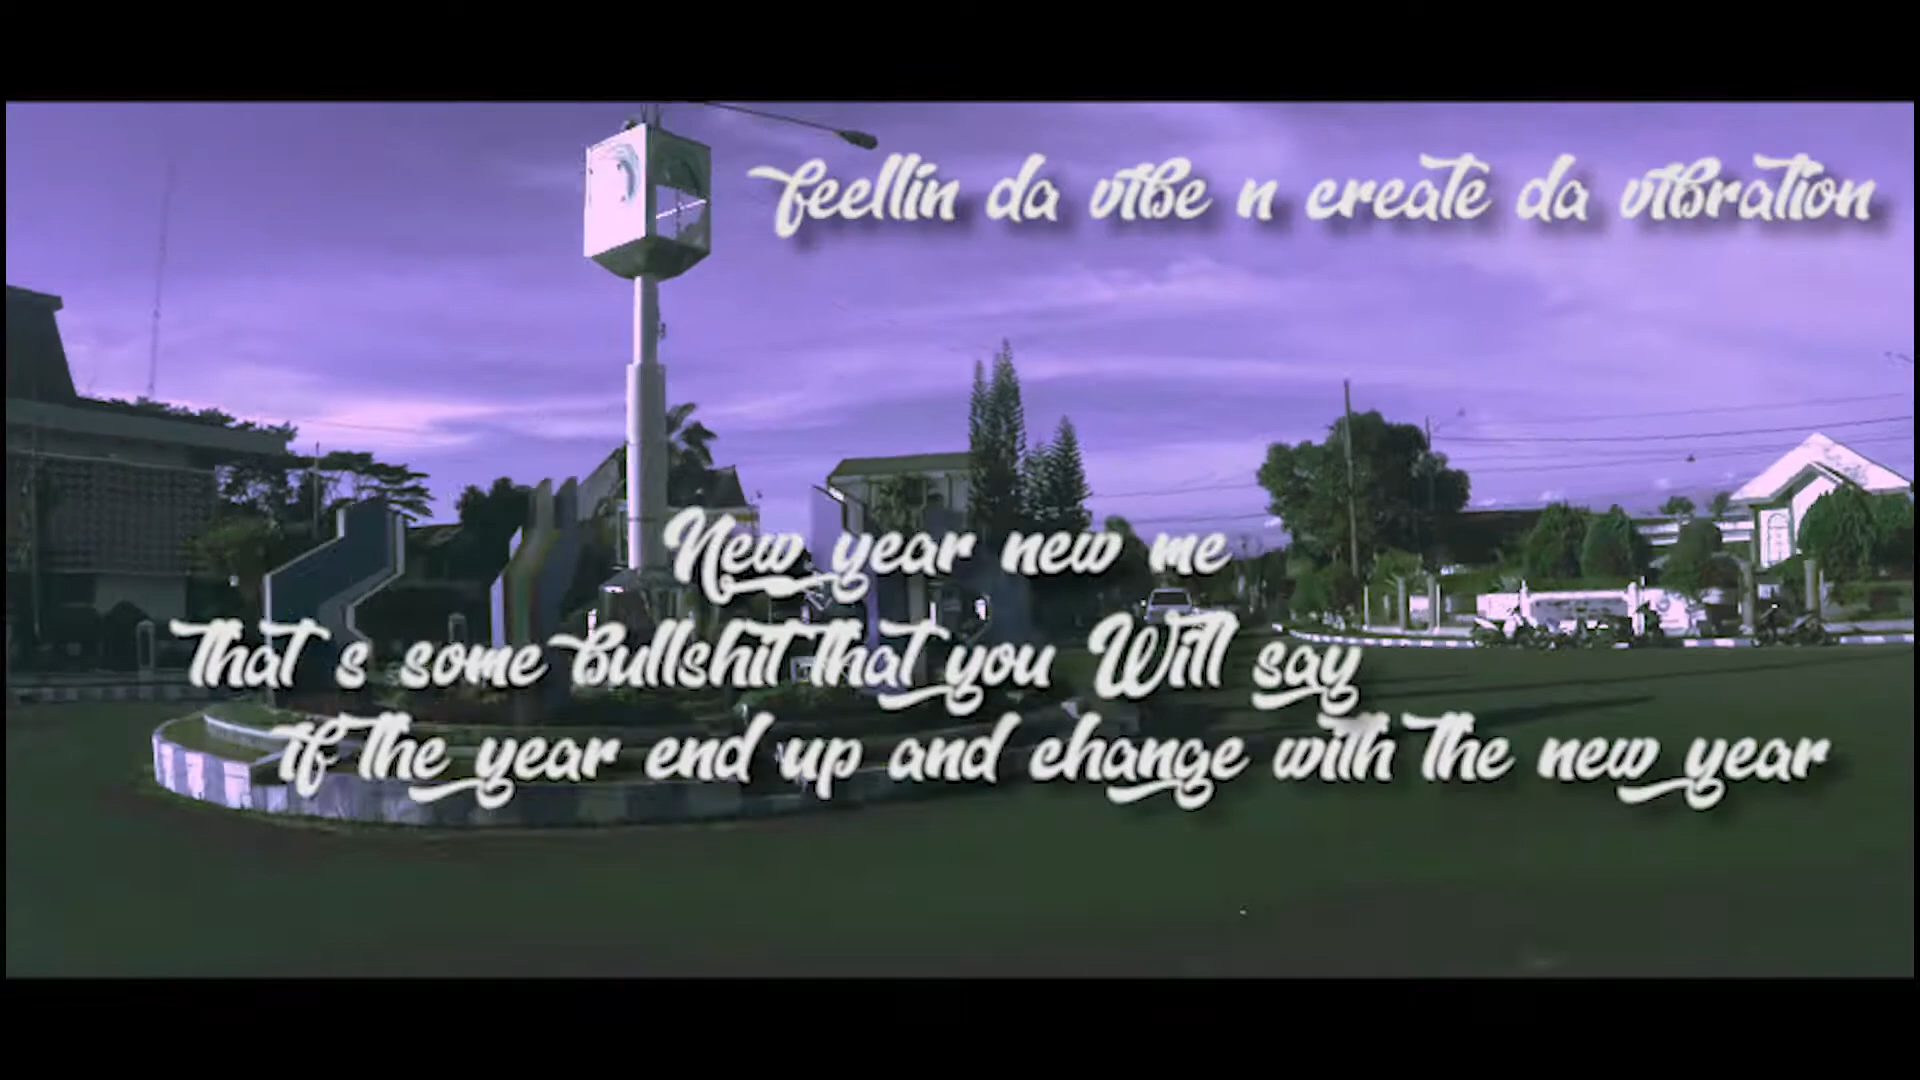 feellin da vibe n create da vibration
New year new me
that's some bullshit that you Will say
if the year end up and change with the new year